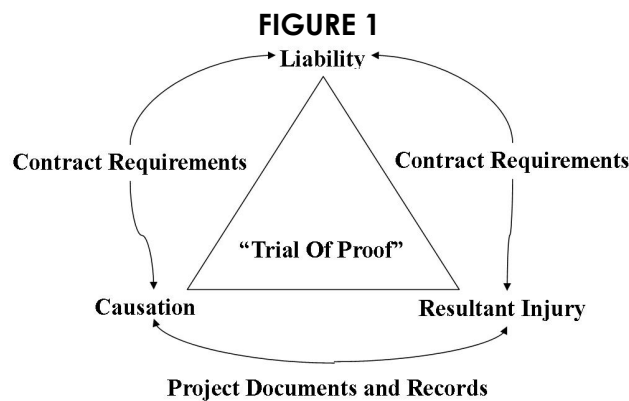 FIGURE 1
Liability
Contract Requirements
Contract Requirements
“Trial Of Proof”
Causation
Resultant Injury
Project Documents and Records